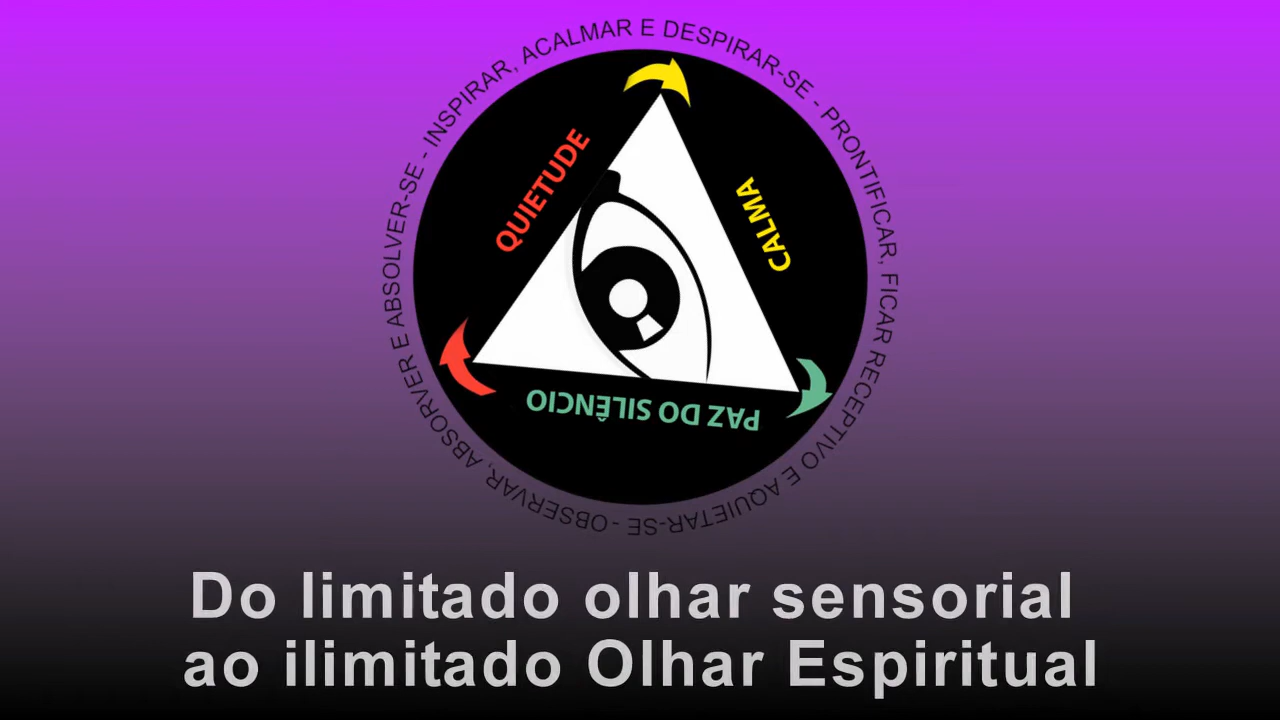 INSPIRAR, ACALMAR E DESPIRAR-SE - PRONTIFICAR, FICAR RECEPTIVO E AQUIETAR-SE - OBSERVAR, ABSORVER E ABSOLVER-SE -
QUIETUDE
CALMA
PAZ DO SILÊNCIO
Do limitado olhar sensorial
ao ilimitado Olhar Espiritual